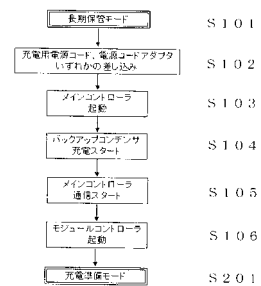 長期保管モード
S101
充電用電源コード、電源コードアダプタ
いずれかの差し込み
S102
メインコントローラ
起動
S103
バックアップコンデンサ
充電スタート
S104
メインコントローラ
通信スタート
S105
モジュールコントローラ
起動
S106
充電準備モード
S201